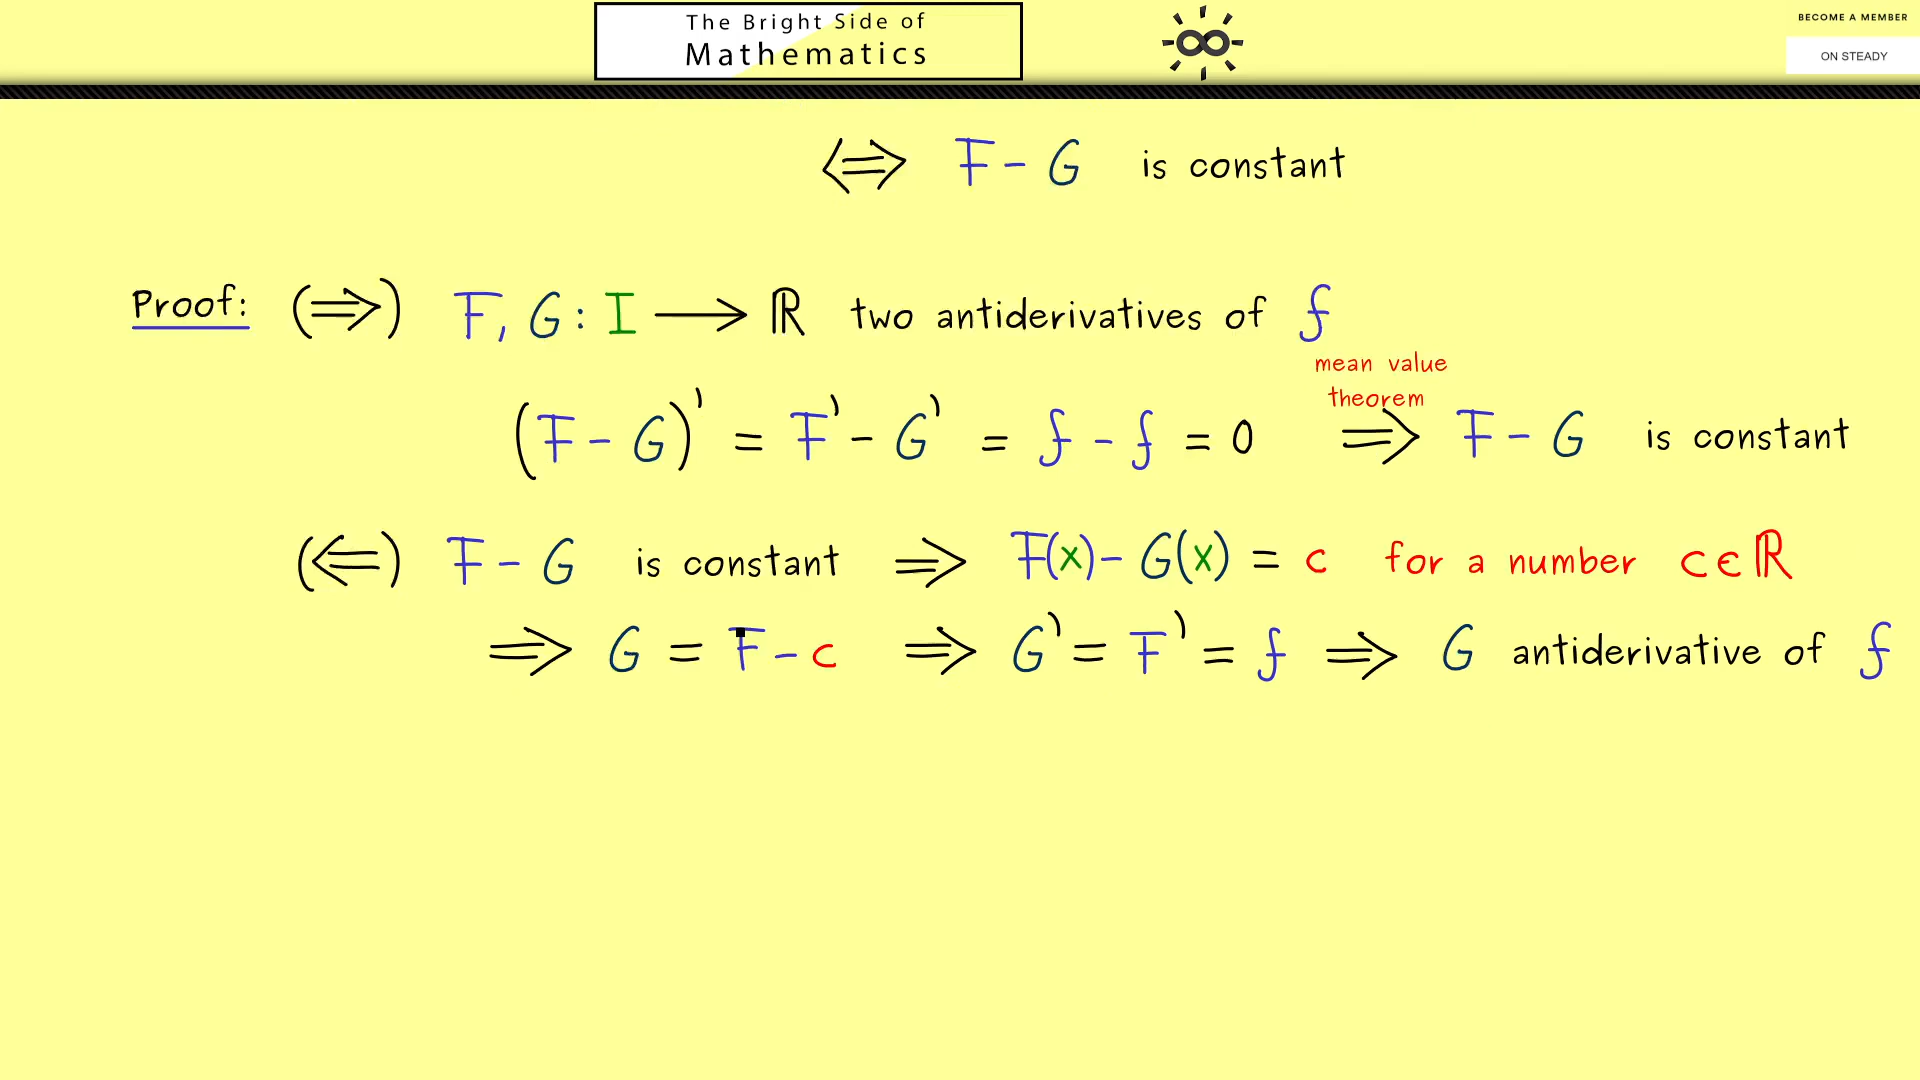 The Bright Side of
Mathematics
BECOME A MEMBER
ON STEADY
⟺ F - G is constant
Proof: (⟹) F, G : I ⟶ ℝ two antiderivatives of f
mean value
theorem
(F - G)' = F' - G' = f - f = 0 ⟹ F - G is constant
(⟸) F - G is constant ⟹ F(x) - G(x) = c for a number c ∈ ℝ
⟹ G = F - c ⟹ G' = F' = f ⟹ G antiderivative of f